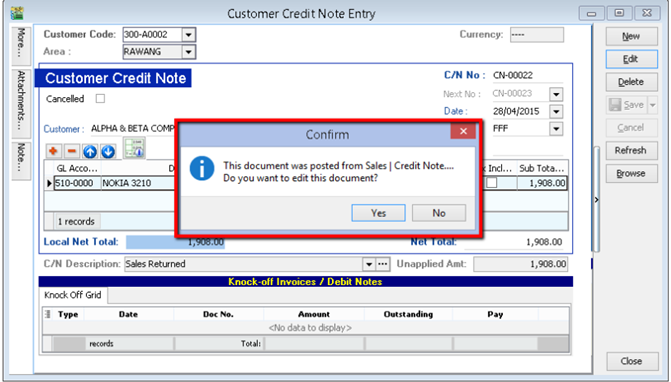 Customer Credit Note Entry
Customer Code: 300-A0002
Currency: ----
Area : RAWANG
More...
Attachments...
Note...
Customer Credit Note
C/N No : CN-00022
Next No : CN-00023
Date : 28/04/2015
FFF
Cancelled
Customer : ALPHA & BETA COMP
GL Acco... D
Incl... Sub Tota...
510-0000 NOKIA 3210 1,908.00
1 records
Local Net Total: 1,908.00
Net Total: 1,908.00
C/N Description: Sales Returned
Unapplied Amt: 1,908.00
Knock-off Invoices / Debit Notes
Knock Off Grid
Type Date Doc No. Amount Outstanding Pay
<No data to display>
records Total:
Confirm
This document was posted from Sales | Credit Note....
Do you want to edit this document?
Yes No
New
Edit
Delete
Save
Cancel
Refresh
Browse
Close